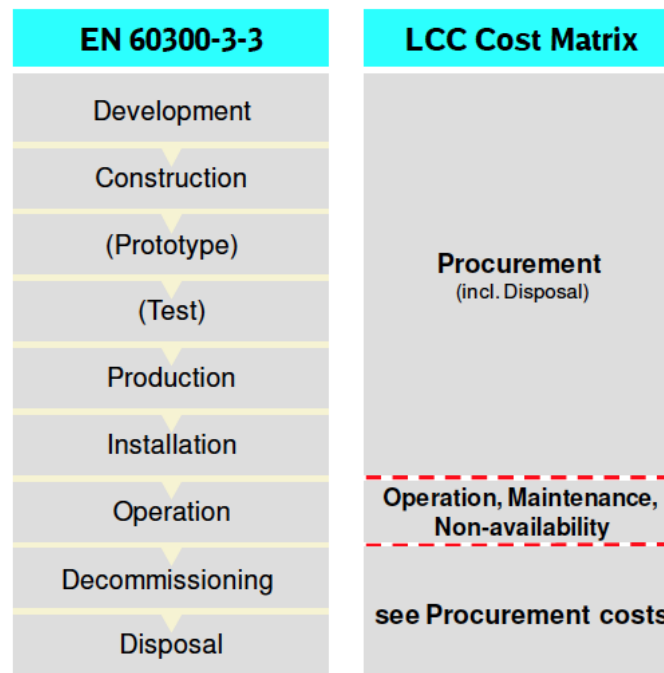 EN 60300-3-3
Development
Construction
(Prototype)
(Test)
Production
Installation
Operation
Decommissioning
Disposal
LCC Cost Matrix
Procurement
(incl. Disposal)
Operation, Maintenance,
Non-availability
see Procurement costs